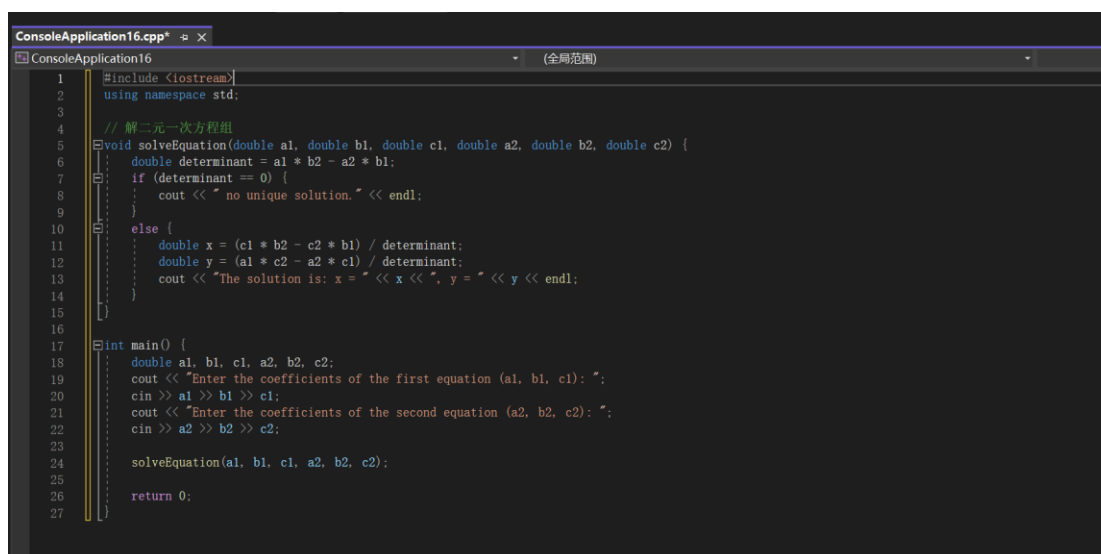 ConsoleApplication16.cpp*
ConsoleApplication16 (全局范围)
1 #include <iostream>
2 using namespace std;
3
4 // 解二元一次方程组
5 void solveEquation(double a1, double b1, double c1, double a2, double b2, double c2) {
6 double determinant = a1 * b2 - a2 * b1;
7 if (determinant == 0) {
8 cout << " no unique solution." << endl;
9 }
10 else {
11 double x = (c1 * b2 - c2 * b1) / determinant;
12 double y = (a1 * c2 - a2 * c1) / determinant;
13 cout << "The solution is: x = " << x << ", y = " << y << endl;
14 }
15 }
16
17 int main() {
18 double a1, b1, c1, a2, b2, c2;
19 cout << "Enter the coefficients of the first equation (a1, b1, c1): ";
20 cin >> a1 >> b1 >> c1;
21 cout << "Enter the coefficients of the second equation (a2, b2, c2): ";
22 cin >> a2 >> b2 >> c2;
23
24 solveEquation(a1, b1, c1, a2, b2, c2);
25
26 return 0;
27 }